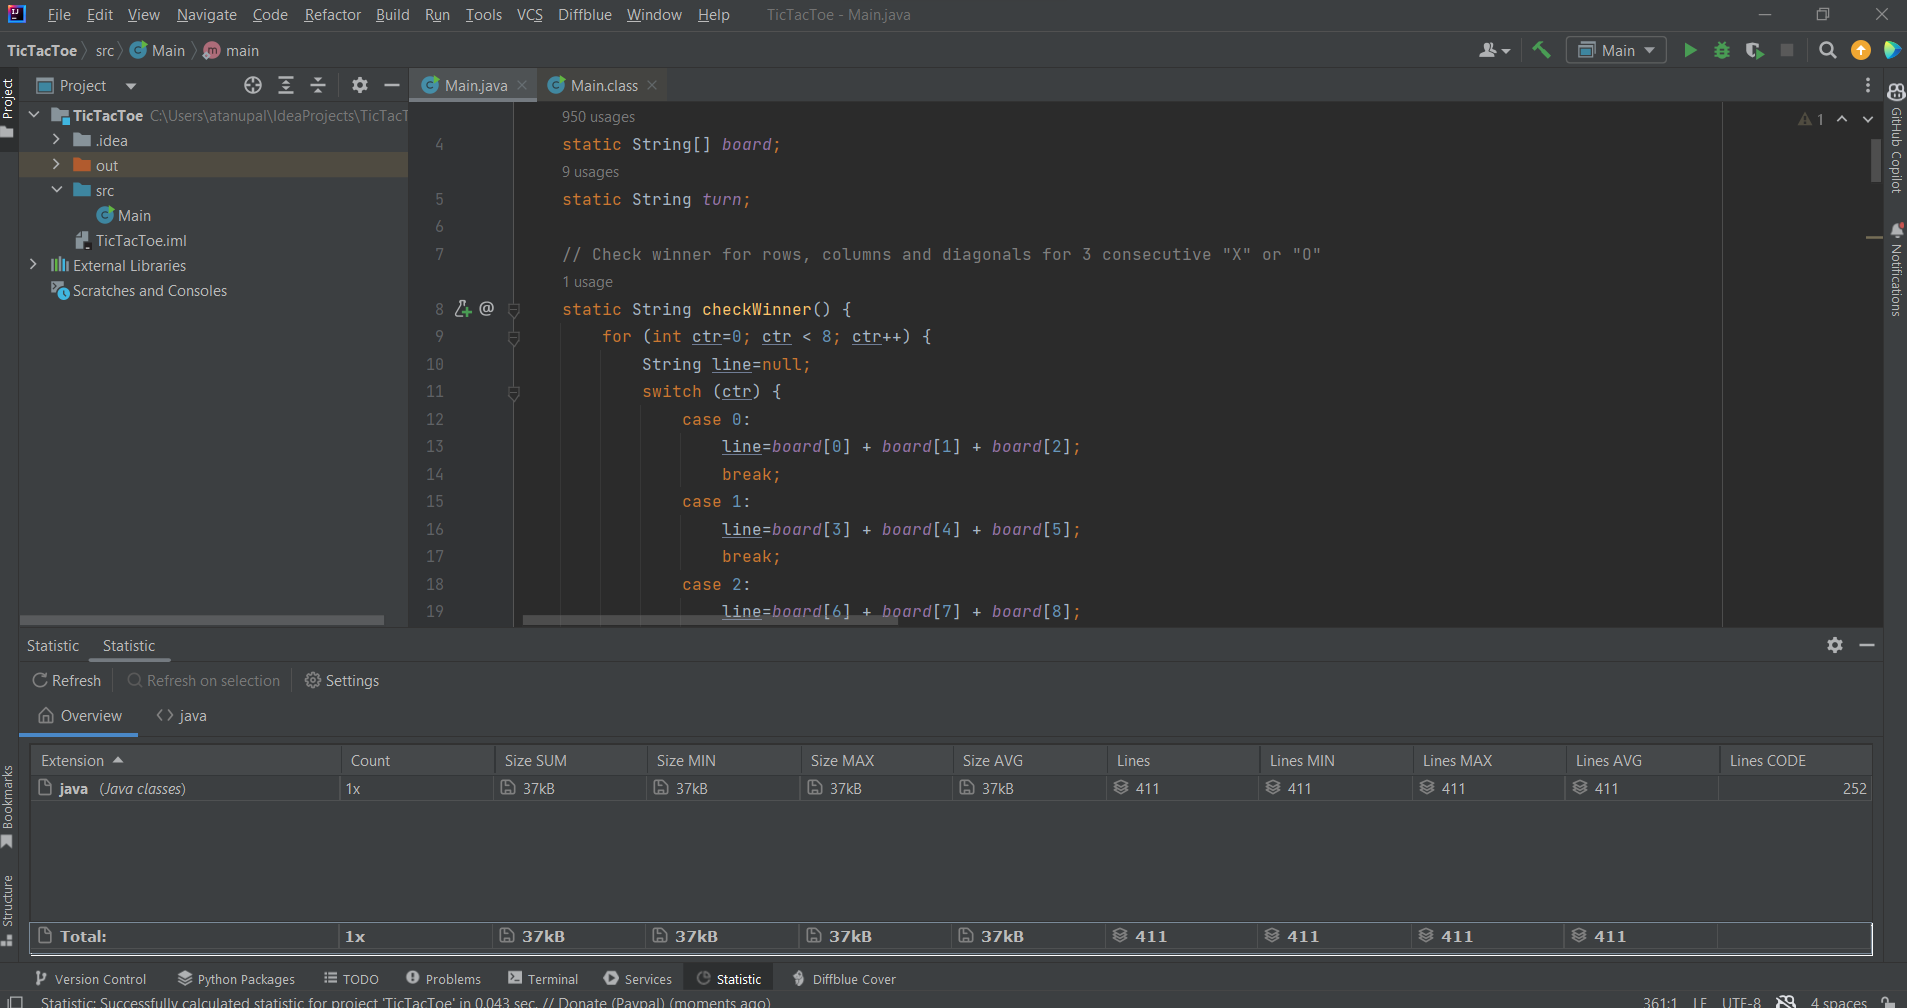 File Edit View Navigate Code Refactor Build Run Tools VCS Diffblue Window Help TicTacToe - Main.java
TicTacToe src Main main
Main
Project
Main.java
Main.class
TicTacToe C:\Users\atanupal\IdeaProjects\TicTacT
.idea
out
src
Main
TicTacToe.iml
External Libraries
Scratches and Consoles
950 usages
1
4 static String[] board;
9 usages
5 static String turn;
6
7 // Check winner for rows, columns and diagonals for 3 consecutive "X" or "O"
1 usage
8 @ static String checkWinner() {
9 for (int ctr=0; ctr < 8; ctr++) {
10 String line=null;
11 switch (ctr) {
12 case 0:
13 line=board[0] + board[1] + board[2];
14 break;
15 case 1:
16 line=board[3] + board[4] + board[5];
17 break;
18 case 2:
19 line=board[6] + board[7] + board[8];
Project
Bookmarks
Structure
GitHub Copilot
Notifications
Statistic Statistic
Refresh Refresh on selection Settings
Overview java
Extension Count Size SUM Size MIN Size MAX Size AVG Lines Lines MIN Lines MAX Lines AVG Lines CODE
java (Java classes) 1x 37kB 37kB 37kB 37kB 411 411 411 411 252
Total: 1x 37kB 37kB 37kB 37kB 411 411 411 411
Version Control Python Packages TODO Problems Terminal Services Statistic Diffblue Cover
Statistic: Successfully calculated statistic for project 'TicTacToe' in 0.043 sec. // Donate (Paypal) (moments ago) 361:1 LF UTF-8 4 spaces